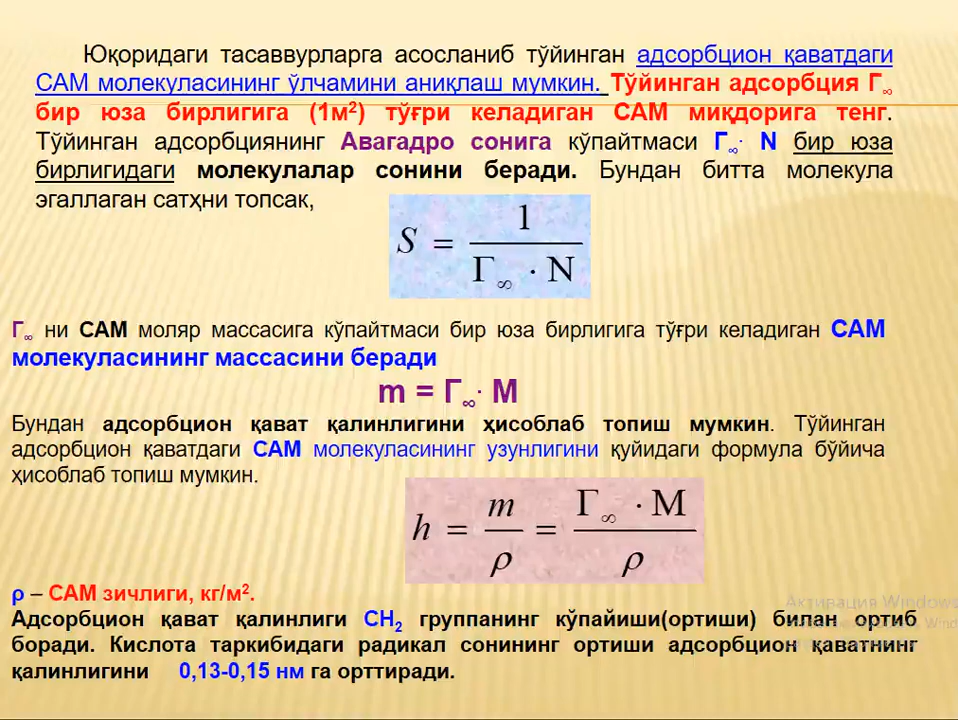 Юқоридаги тасаввурларга асосланиб тўйинган адсорбцион қаватдаги
САМ молекуласининг ўлчамини аниқлаш мумкин. Тўйинган адсорбция Г∞
бир юза бирлигига (1м²) тўғри келадиган САМ миқдорига тенг.
Тўйинган адсорбциянинг Авагадро сонига кўпайтмаси Г∞· N бир юза
бирлигидаги молекулалар сонини беради. Бундан битта молекула
эгаллаган сатҳни топсак,
S = 1 / (Г∞ · N)
Г∞ ни САМ моляр массасига кўпайтмаси бир юза бирлигига тўғри келадиган САМ
молекуласининг массасини беради
m = Г∞· M
Бундан адсорбцион қават қалинлигини ҳисоблаб топиш мумкин. Тўйинган
адсорбцион қаватдаги САМ молекуласининг узунлигини қуйидаги формула бўйича
ҳисоблаб топиш мумкин.
h = m / ρ = (Г∞ · M) / ρ
ρ – САМ зичлиги, кг/м².
Адсорбцион қават қалинлиги CH₂ группанинг кўпайиши(ортиши) билан ортиб
боради. Кислота таркибидаги радикал сонининг ортиши адсорбцион қаватнинг
қалинлигини 0,13-0,15 нм га орттиради.
Активация Windows